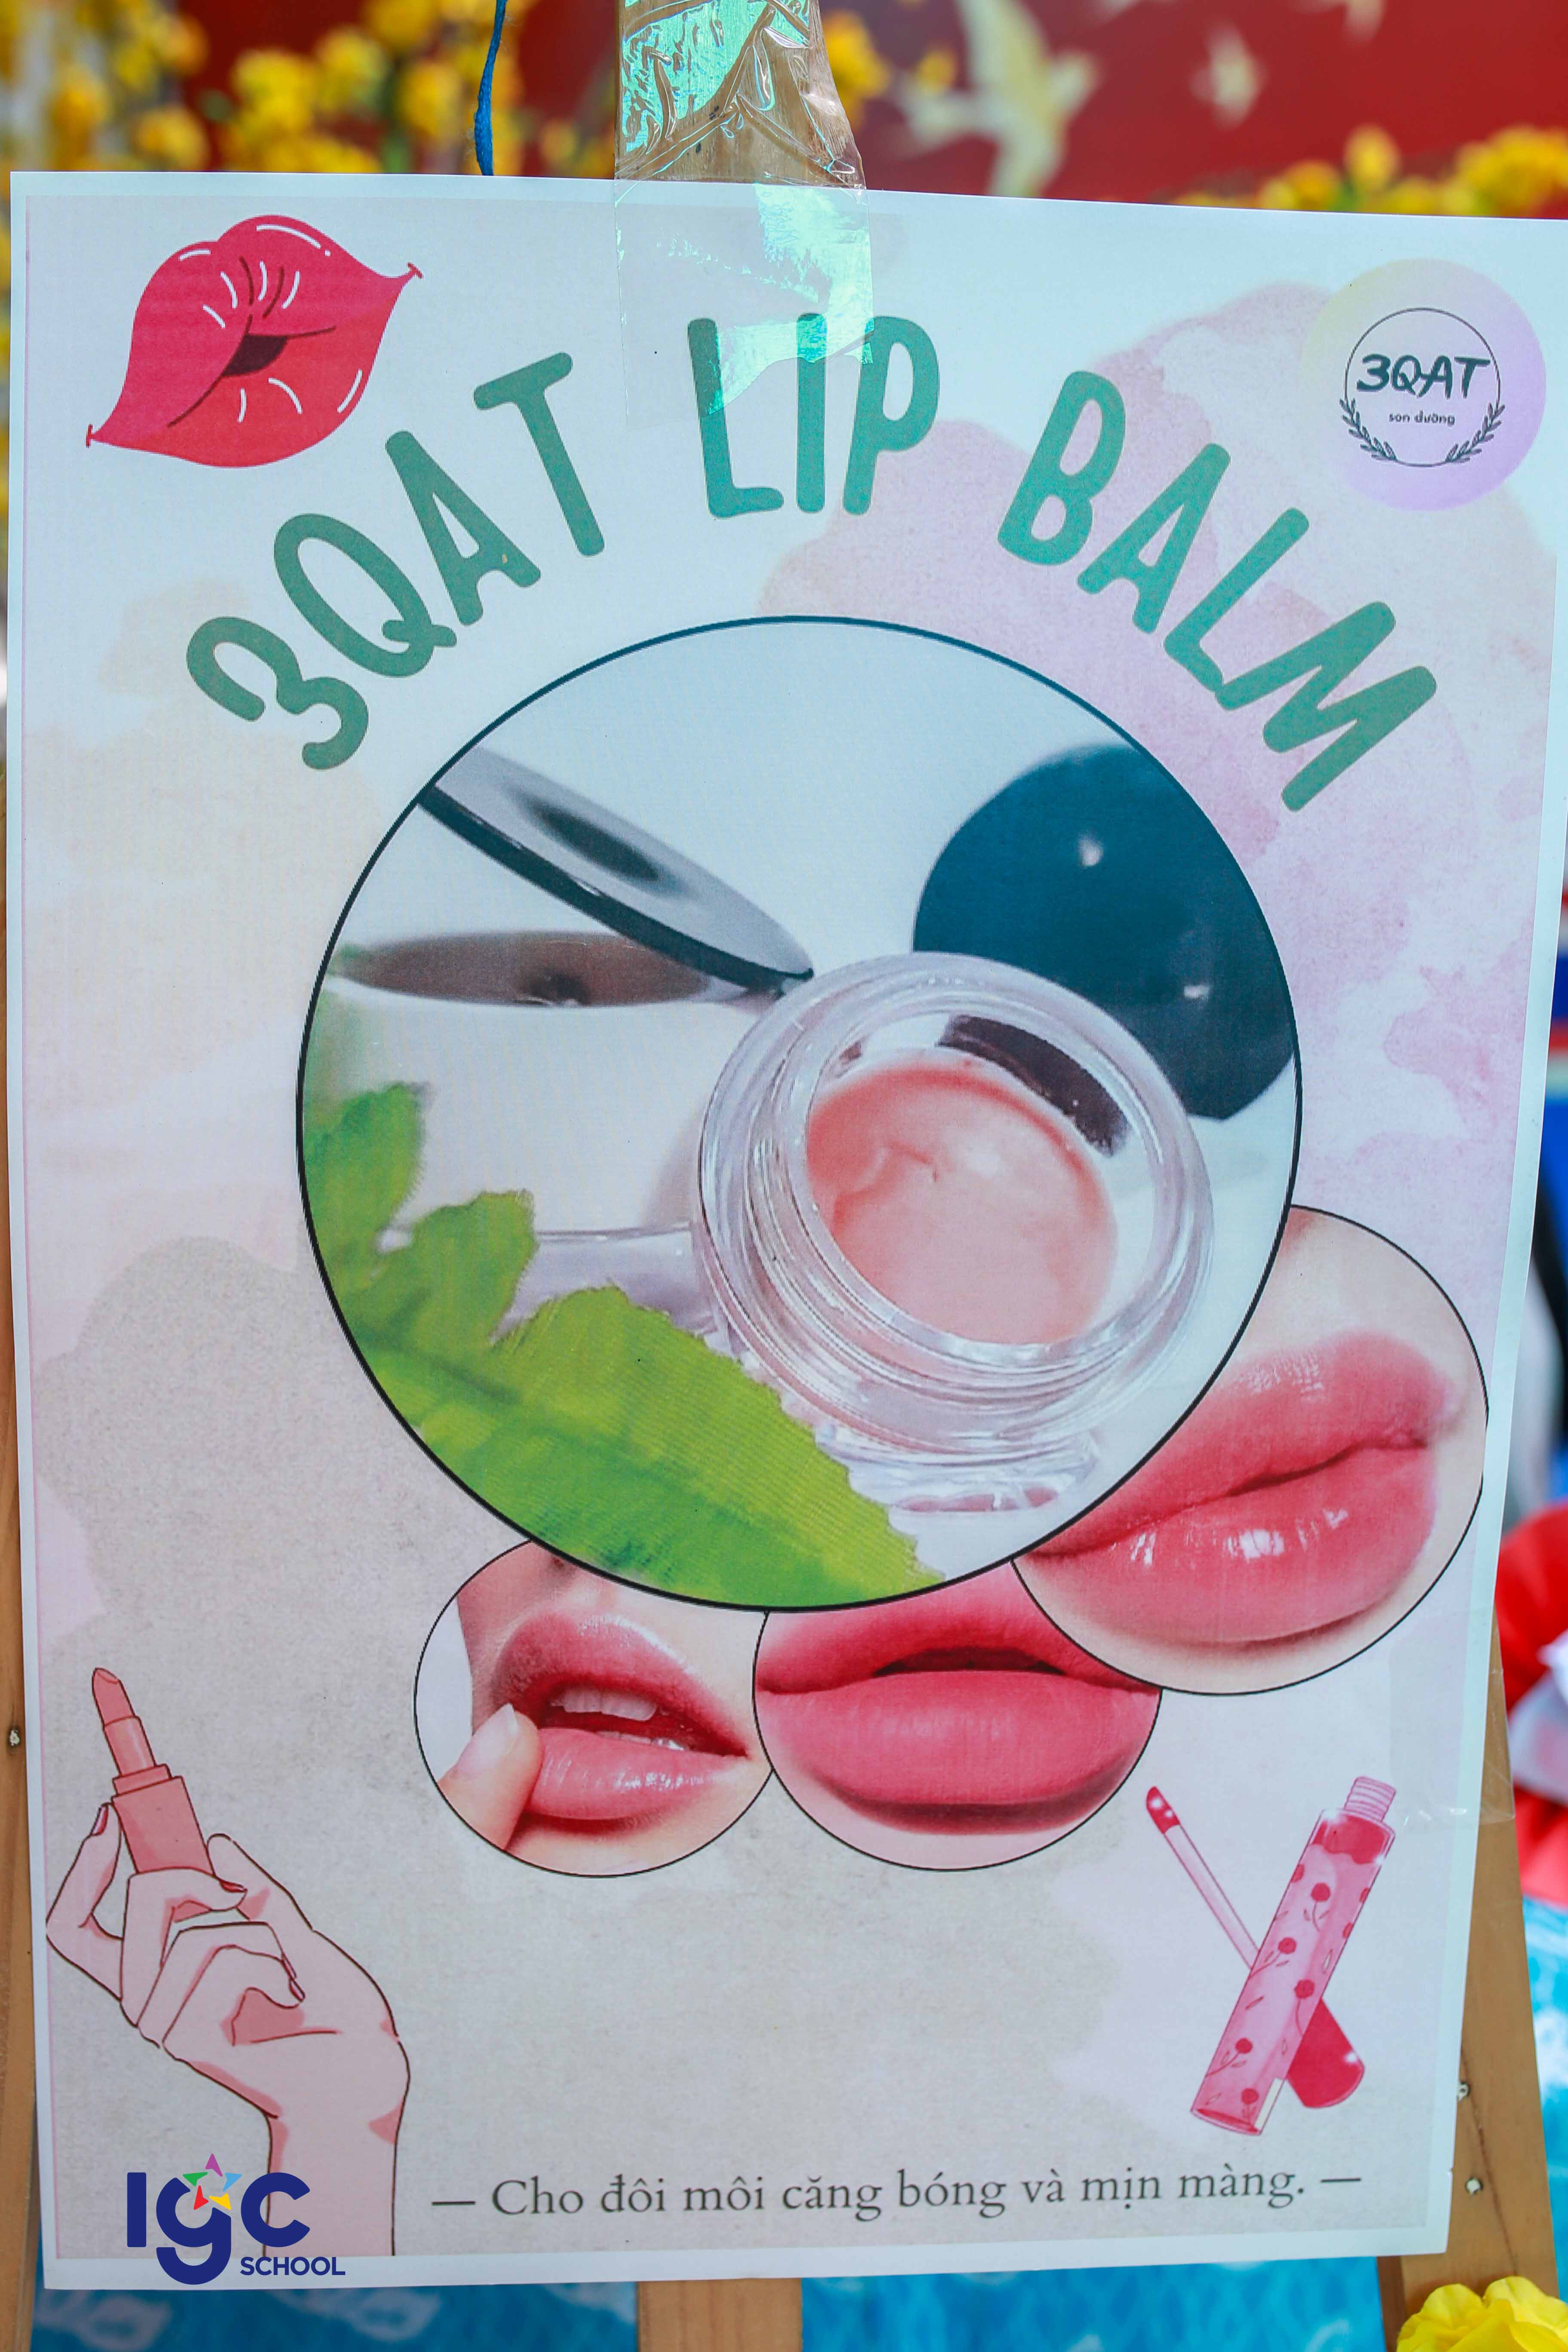 3QAT
son dưỡng
3QAT LIP BALM
— Cho đôi môi căng bóng và mịn màng. —
IGC
SCHOOL